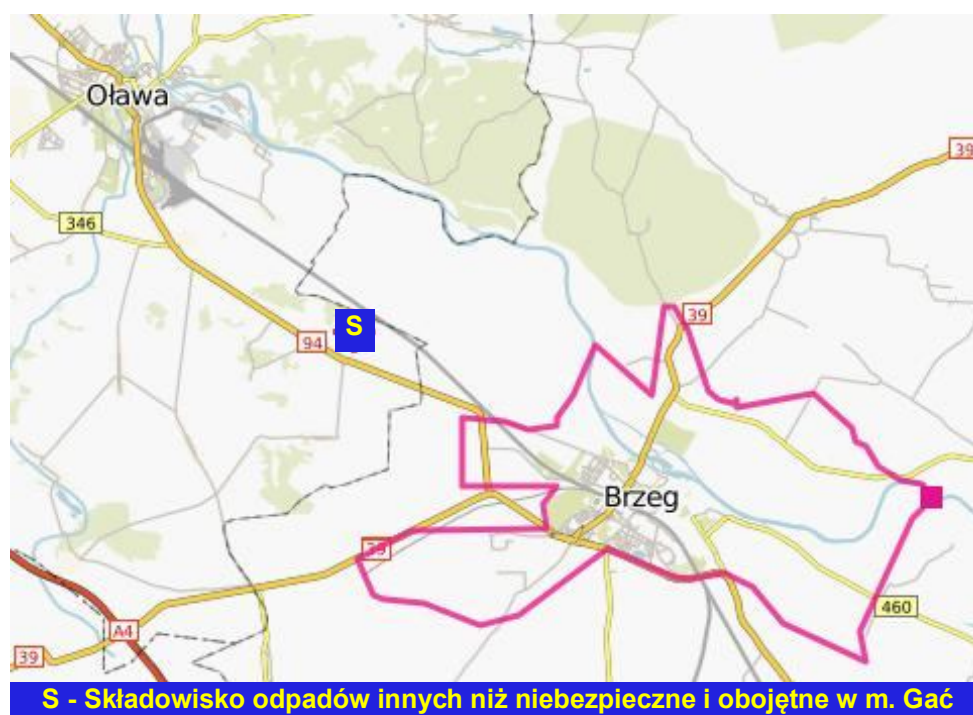 Oława
39
346
S
94
39
Brzeg
39
460
A4
39
S - Składowisko odpadów innych niż niebezpieczne i obojętne w m. Gać